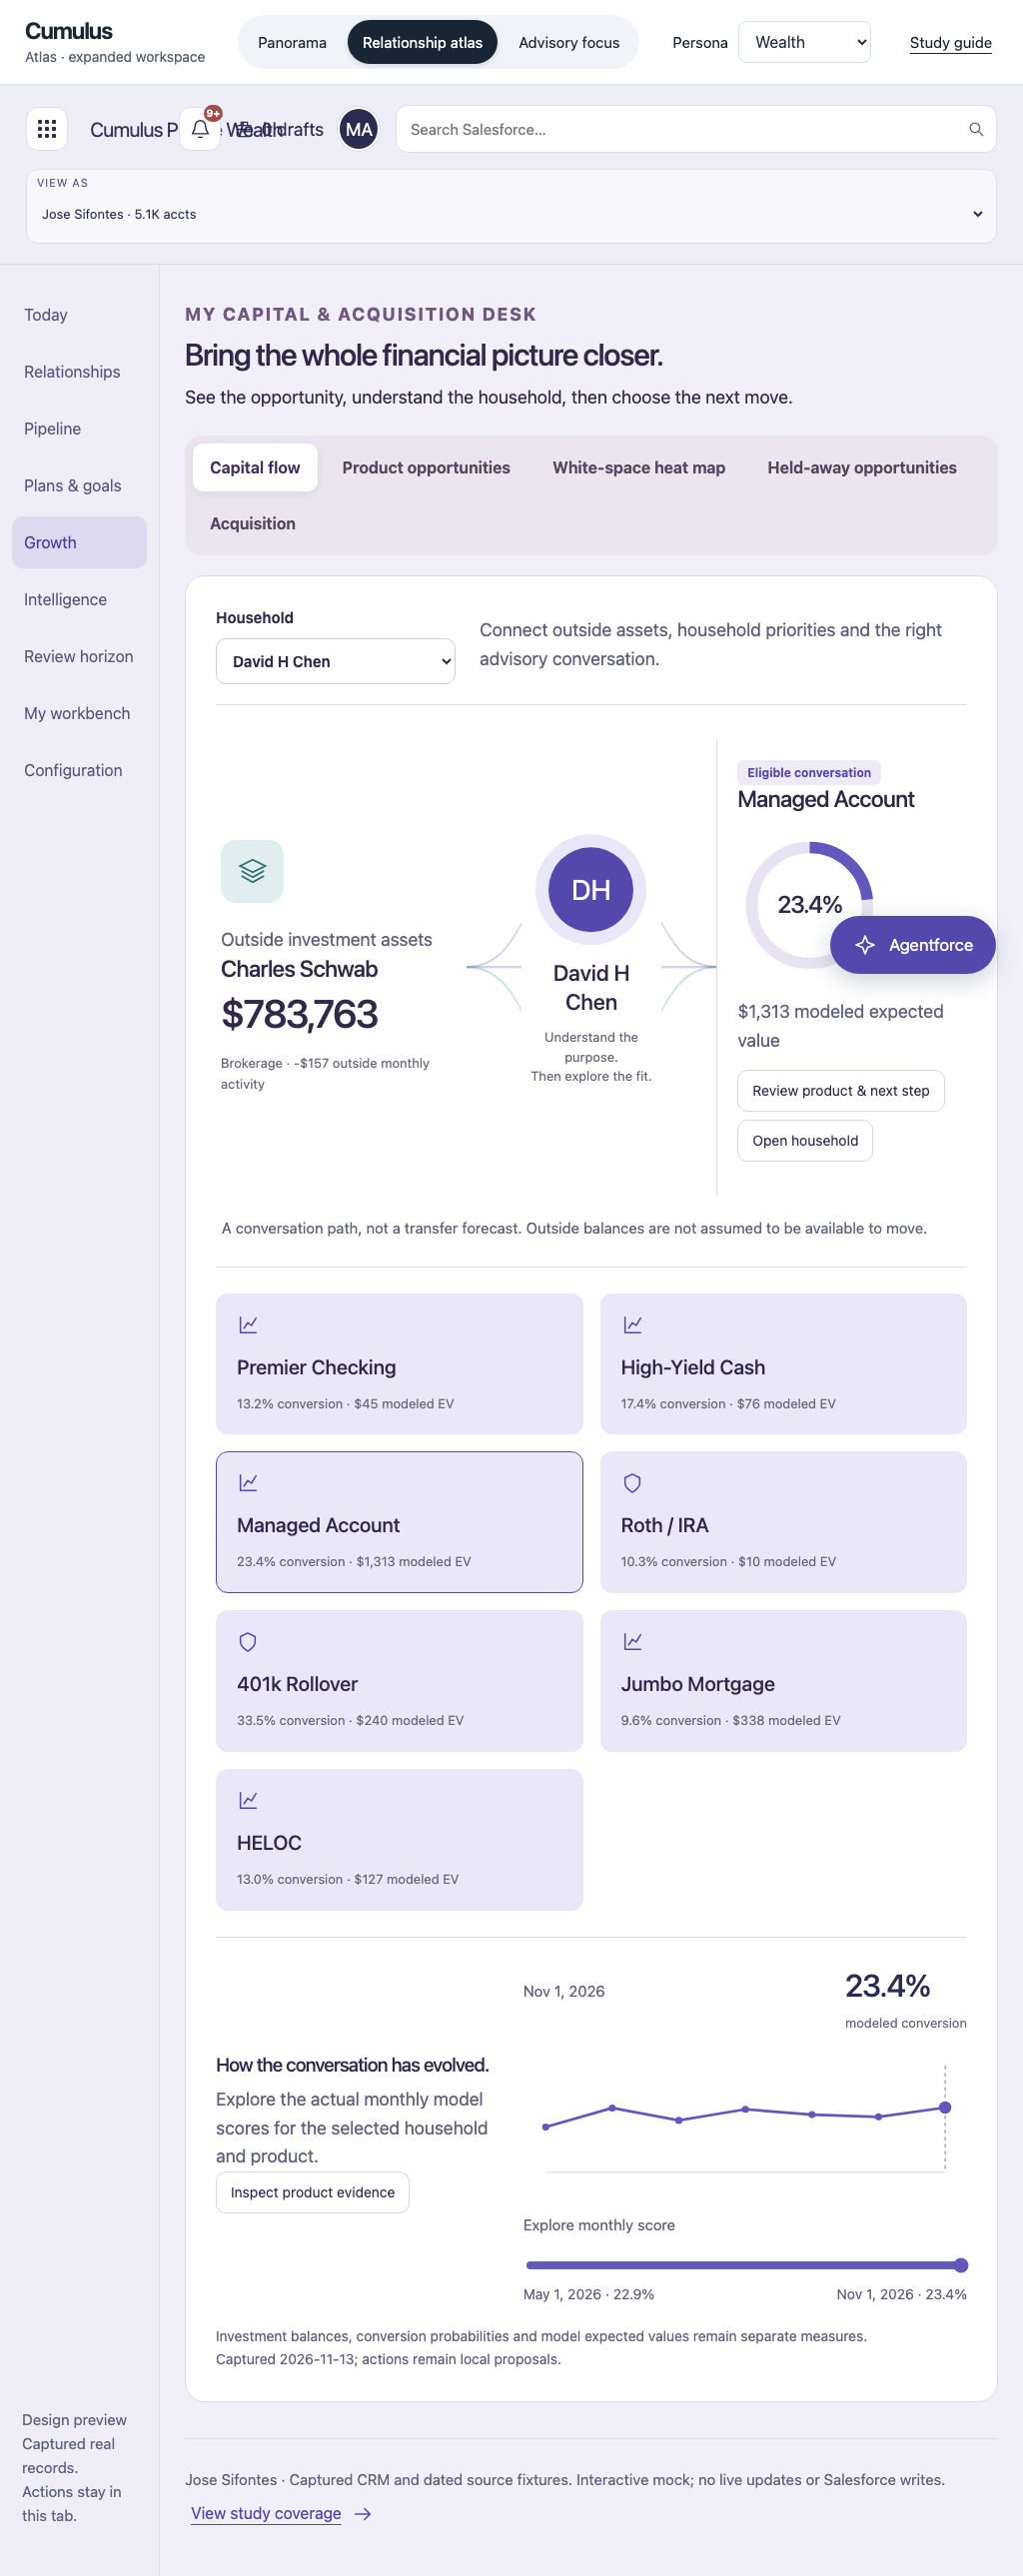 Cumulus
Atlas · expanded workspace
Panorama
Relationship atlas
Advisory focus
Persona
Wealth
Study guide
Cumulus P
Wealth
9+
drafts
MA
Search Salesforce...
VIEW AS
Jose Sifontes · 5.1K accts
Today
Relationships
Pipeline
Plans & goals
Growth
Intelligence
Review horizon
My workbench
Configuration
MY CAPITAL & ACQUISITION DESK
Bring the whole financial picture closer.
See the opportunity, understand the household, then choose the next move.
Capital flow
Product opportunities
White-space heat map
Held-away opportunities
Acquisition
Household
David H Chen
Connect outside assets, household priorities and the right
advisory conversation.
Outside investment assets
Charles Schwab
$783,763
Brokerage · -$157 outside monthly
activity
DH
David H
Chen
Understand the
purpose.
Then explore the fit.
Eligible conversation
Managed Account
23.4%
Agentforce
$1,313 modeled expected
value
Review product & next step
Open household
A conversation path, not a transfer forecast. Outside balances are not assumed to be available to move.
Premier Checking
13.2% conversion · $45 modeled EV
High-Yield Cash
17.4% conversion · $76 modeled EV
Managed Account
23.4% conversion · $1,313 modeled EV
Roth / IRA
10.3% conversion · $10 modeled EV
401k Rollover
33.5% conversion · $240 modeled EV
Jumbo Mortgage
9.6% conversion · $338 modeled EV
HELOC
13.0% conversion · $127 modeled EV
How the conversation has evolved.
Explore the actual monthly model
scores for the selected household
and product.
Inspect product evidence
Nov 1, 2026
23.4%
modeled conversion
Explore monthly score
May 1, 2026 · 22.9%
Nov 1, 2026 · 23.4%
Investment balances, conversion probabilities and model expected values remain separate measures.
Captured 2026-11-13; actions remain local proposals.
Design preview
Captured real
records.
Actions stay in
this tab.
Jose Sifontes · Captured CRM and dated source fixtures. Interactive mock; no live updates or Salesforce writes.
View study coverage